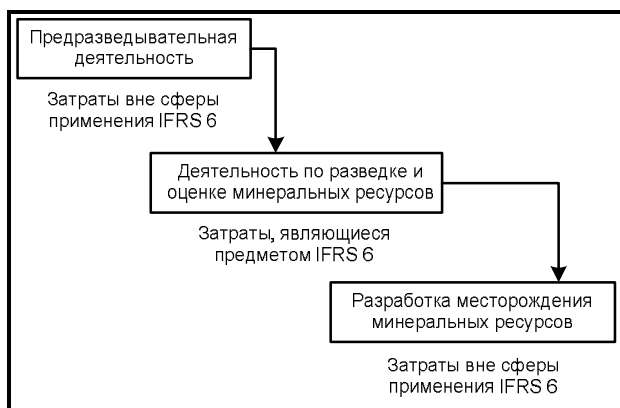 Предразведывательная
деятельность
Затраты вне сферы
применения IFRS 6
Деятельность по разведке и
оценке минеральных ресурсов
Затраты, являющиеся
предметом IFRS 6
Разработка месторождения
минеральных ресурсов
Затраты вне сферы
применения IFRS 6